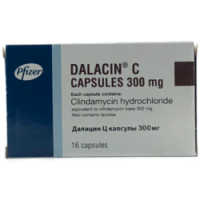 Pfizer
DALACIN® C
CAPSULES 300 mg
Each capsule contains:
Clindamycin hydrochloride
equivalent to clindamycin base 300 mg.
Also contains lactose.
Далацин Ц капсулы 300мг
16 capsules